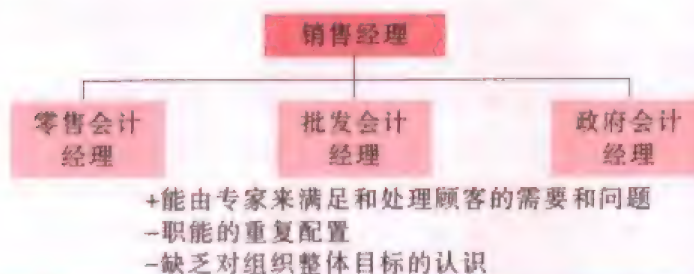 销售经理
零售会计 批发会计 政府会计
经理 经理 经理
+能由专家来满足和处理顾客的需要和问题
-职能的重复配置
-缺乏对组织整体目标的认识